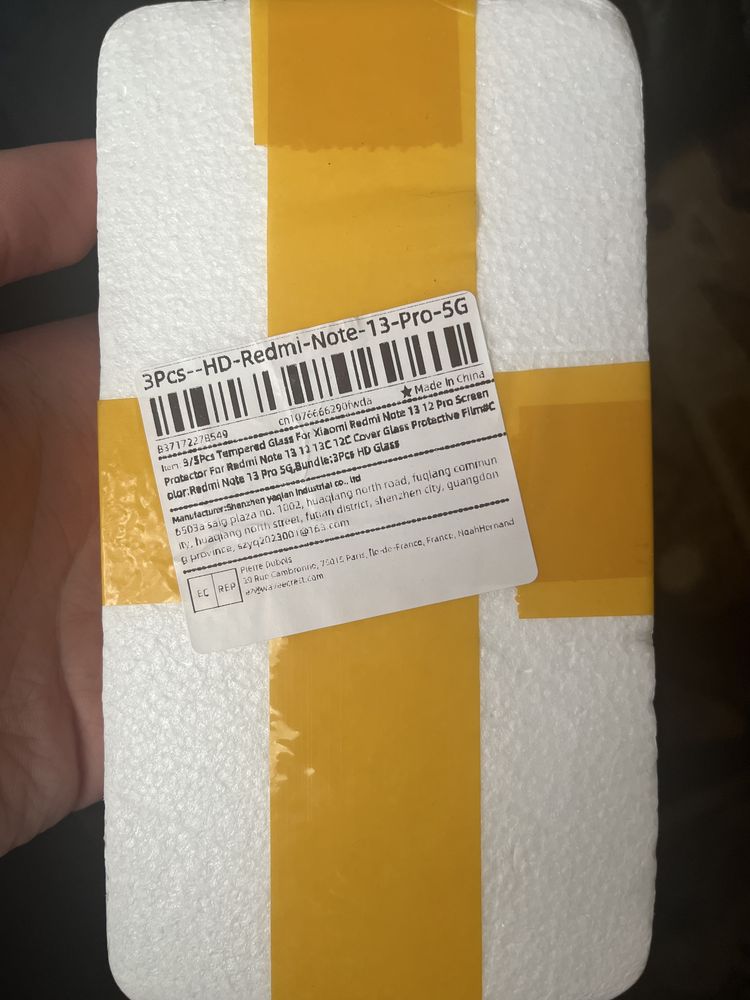 3Pcs--HD-Redmi-Note-13-Pro-5G
B37172278549
cn1076666290fwda
★ Made In China
Item: 3/5Pcs Tempered Glass For Xiaomi Redmi Note 13 12 Pro Screen
Protector For Redmi Note 13 12 13C 12C Cover Glass Protective Film#C
olor:Redmi Note 13 Pro 5G,Bundle:3Pcs HD Glass
Manufacturer:Shenzhen yaqian Industrial co., ltd
b503a saig plaza no. 1002, huaqiang north road, fuqiang commun
ity, huaqiang north street, futian district, shenzhen city, guangdon
g province, szyq2023001@163.com
EC REP
Pierre Dubois
39 Rue Cambronne, 75015 Paris, Île-de-France, France, NoahHernand